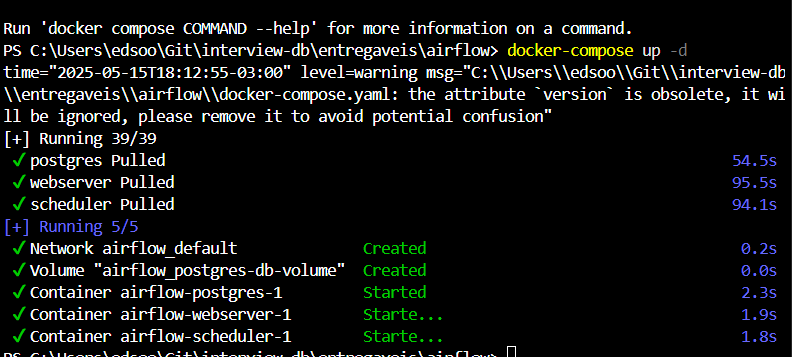 Run 'docker compose COMMAND --help' for more information on a command.
PS C:\Users\edsoo\Git\interview-db\entregaveis\airflow> docker-compose up -d
time="2025-05-15T18:12:55-03:00" level=warning msg="C:\\Users\\edsoo\\Git\\interview-db
\\entregaveis\\airflow\\docker-compose.yaml: the attribute `version` is obsolete, it wi
ll be ignored, please remove it to avoid potential confusion"
[+] Running 39/39
✔ postgres Pulled 54.5s
✔ webserver Pulled 95.5s
✔ scheduler Pulled 94.1s
[+] Running 5/5
✔ Network airflow_default Created 0.2s
✔ Volume "airflow_postgres-db-volume" Created 0.0s
✔ Container airflow-postgres-1 Started 2.3s
✔ Container airflow-webserver-1 Starte... 1.9s
✔ Container airflow-scheduler-1 Starte... 1.8s
PS C:\Users\edsoo\Git\interview-db\entregaveis\airflow>